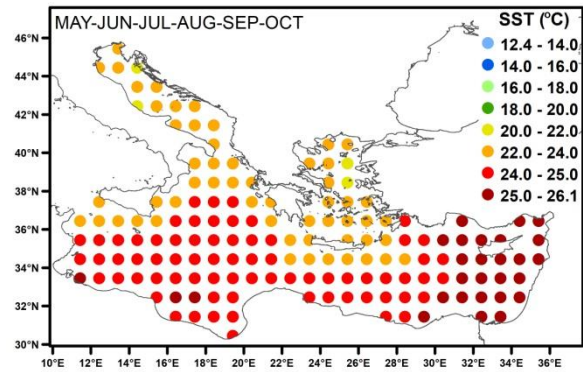 MAY-JUN-JUL-AUG-SEP-OCT
SST (°C)
12.4 - 14.0
14.0 - 16.0
16.0 - 18.0
18.0 - 20.0
20.0 - 22.0
22.0 - 24.0
24.0 - 25.0
25.0 - 26.1
46°N
44°N
42°N
40°N
38°N
36°N
34°N
32°N
30°N
10°E 12°E 14°E 16°E 18°E 20°E 22°E 24°E 26°E 28°E 30°E 32°E 34°E 36°E